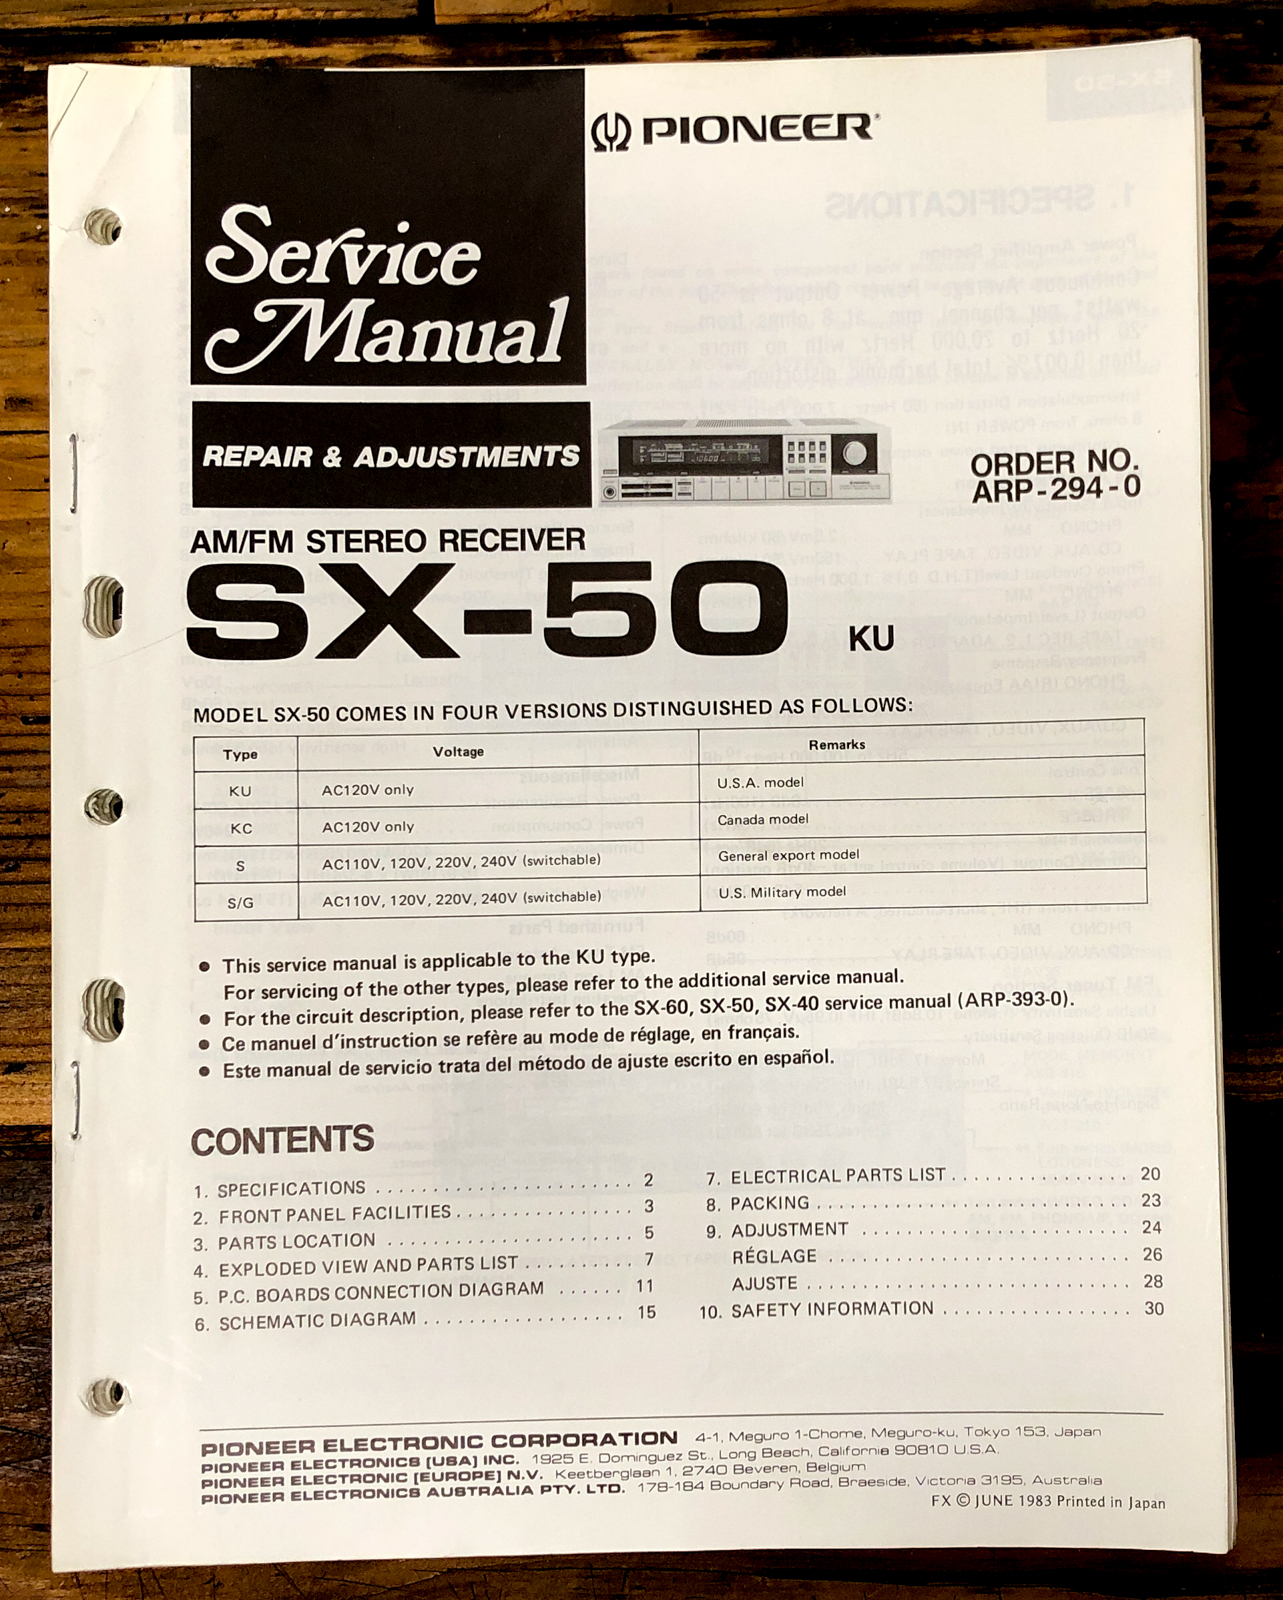 PIONEER
Service
Manual
REPAIR & ADJUSTMENTS
ORDER NO.
ARP-294-0
AM/FM STEREO RECEIVER
SX-50 KU
MODEL SX-50 COMES IN FOUR VERSIONS DISTINGUISHED AS FOLLOWS:
Type Voltage Remarks
KU AC120V only U.S.A. model
KC AC120V only Canada model
S AC110V, 120V, 220V, 240V (switchable) General export model
S/G AC110V, 120V, 220V, 240V (switchable) U.S. Military model
● This service manual is applicable to the KU type.
For servicing of the other types, please refer to the additional service manual.
● For the circuit description, please refer to the SX-60, SX-50, SX-40 service manual (ARP-393-0).
● Ce manuel d'instruction se refère au mode de réglage, en français.
● Este manual de servicio trata del método de ajuste escrito en español.
CONTENTS
1. SPECIFICATIONS . . . . . . . . . . . . . . . . . . . . . . 2
2. FRONT PANEL FACILITIES . . . . . . . . . . . . . . . . 3
3. PARTS LOCATION . . . . . . . . . . . . . . . . . . . . . 5
4. EXPLODED VIEW AND PARTS LIST . . . . . . . . . . 7
5. P.C. BOARDS CONNECTION DIAGRAM . . . . . . 11
6. SCHEMATIC DIAGRAM . . . . . . . . . . . . . . . . . . 15
7. ELECTRICAL PARTS LIST . . . . . . . . . . . . . . . . 20
8. PACKING . . . . . . . . . . . . . . . . . . . . . . . . . . . 23
9. ADJUSTMENT . . . . . . . . . . . . . . . . . . . . . . . . 24
RÉGLAGE . . . . . . . . . . . . . . . . . . . . . . . . . . . 26
AJUSTE . . . . . . . . . . . . . . . . . . . . . . . . . . . . 28
10. SAFETY INFORMATION . . . . . . . . . . . . . . . . . 30
PIONEER ELECTRONIC CORPORATION 4-1, Meguro 1-Chome, Meguro-ku, Tokyo 153, Japan
PIONEER ELECTRONICS [USA] INC. 1925 E. Dominguez St., Long Beach, California 90810 U.S.A.
PIONEER ELECTRONIC [EUROPE] N.V. Keetberglaan 1, 2740 Beveren, Belgium
PIONEER ELECTRONICS AUSTRALIA PTY. LTD. 178-184 Boundary Road, Braeside, Victoria 3195, Australia
FX © JUNE 1983 Printed in Japan